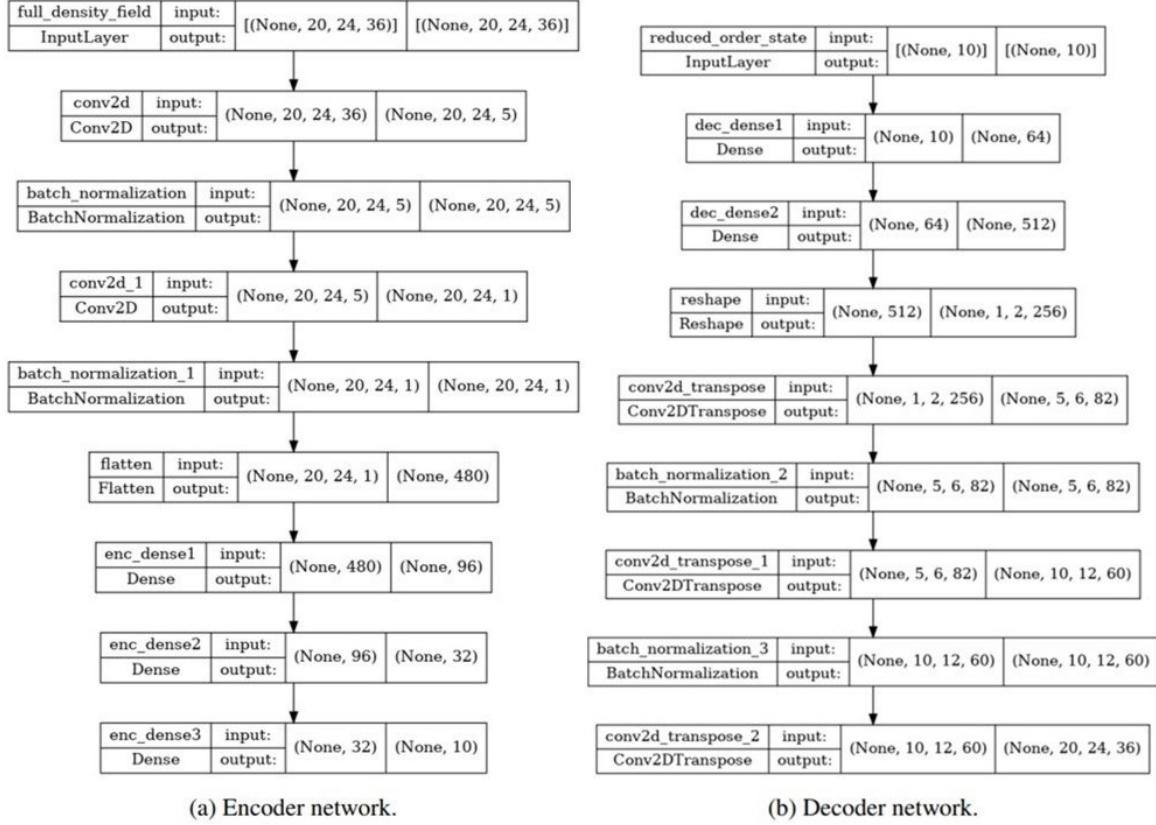 full_density_field input: [(None, 20, 24, 36)] [(None, 20, 24, 36)]
InputLayer output:
conv2d input: (None, 20, 24, 36) (None, 20, 24, 5)
Conv2D output:
batch_normalization input: (None, 20, 24, 5) (None, 20, 24, 5)
BatchNormalization output:
conv2d_1 input: (None, 20, 24, 5) (None, 20, 24, 1)
Conv2D output:
batch_normalization_1 input: (None, 20, 24, 1) (None, 20, 24, 1)
BatchNormalization output:
flatten input: (None, 20, 24, 1) (None, 480)
Flatten output:
enc_dense1 input: (None, 480) (None, 96)
Dense output:
enc_dense2 input: (None, 96) (None, 32)
Dense output:
enc_dense3 input: (None, 32) (None, 10)
Dense output:
(a) Encoder network.
reduced_order_state input: [(None, 10)] [(None, 10)]
InputLayer output:
dec_dense1 input: (None, 10) (None, 64)
Dense output:
dec_dense2 input: (None, 64) (None, 512)
Dense output:
reshape input: (None, 512) (None, 1, 2, 256)
Reshape output:
conv2d_transpose input: (None, 1, 2, 256) (None, 5, 6, 82)
Conv2DTranspose output:
batch_normalization_2 input: (None, 5, 6, 82) (None, 5, 6, 82)
BatchNormalization output:
conv2d_transpose_1 input: (None, 5, 6, 82) (None, 10, 12, 60)
Conv2DTranspose output:
batch_normalization_3 input: (None, 10, 12, 60) (None, 10, 12, 60)
BatchNormalization output:
conv2d_transpose_2 input: (None, 10, 12, 60) (None, 20, 24, 36)
Conv2DTranspose output:
(b) Decoder network.